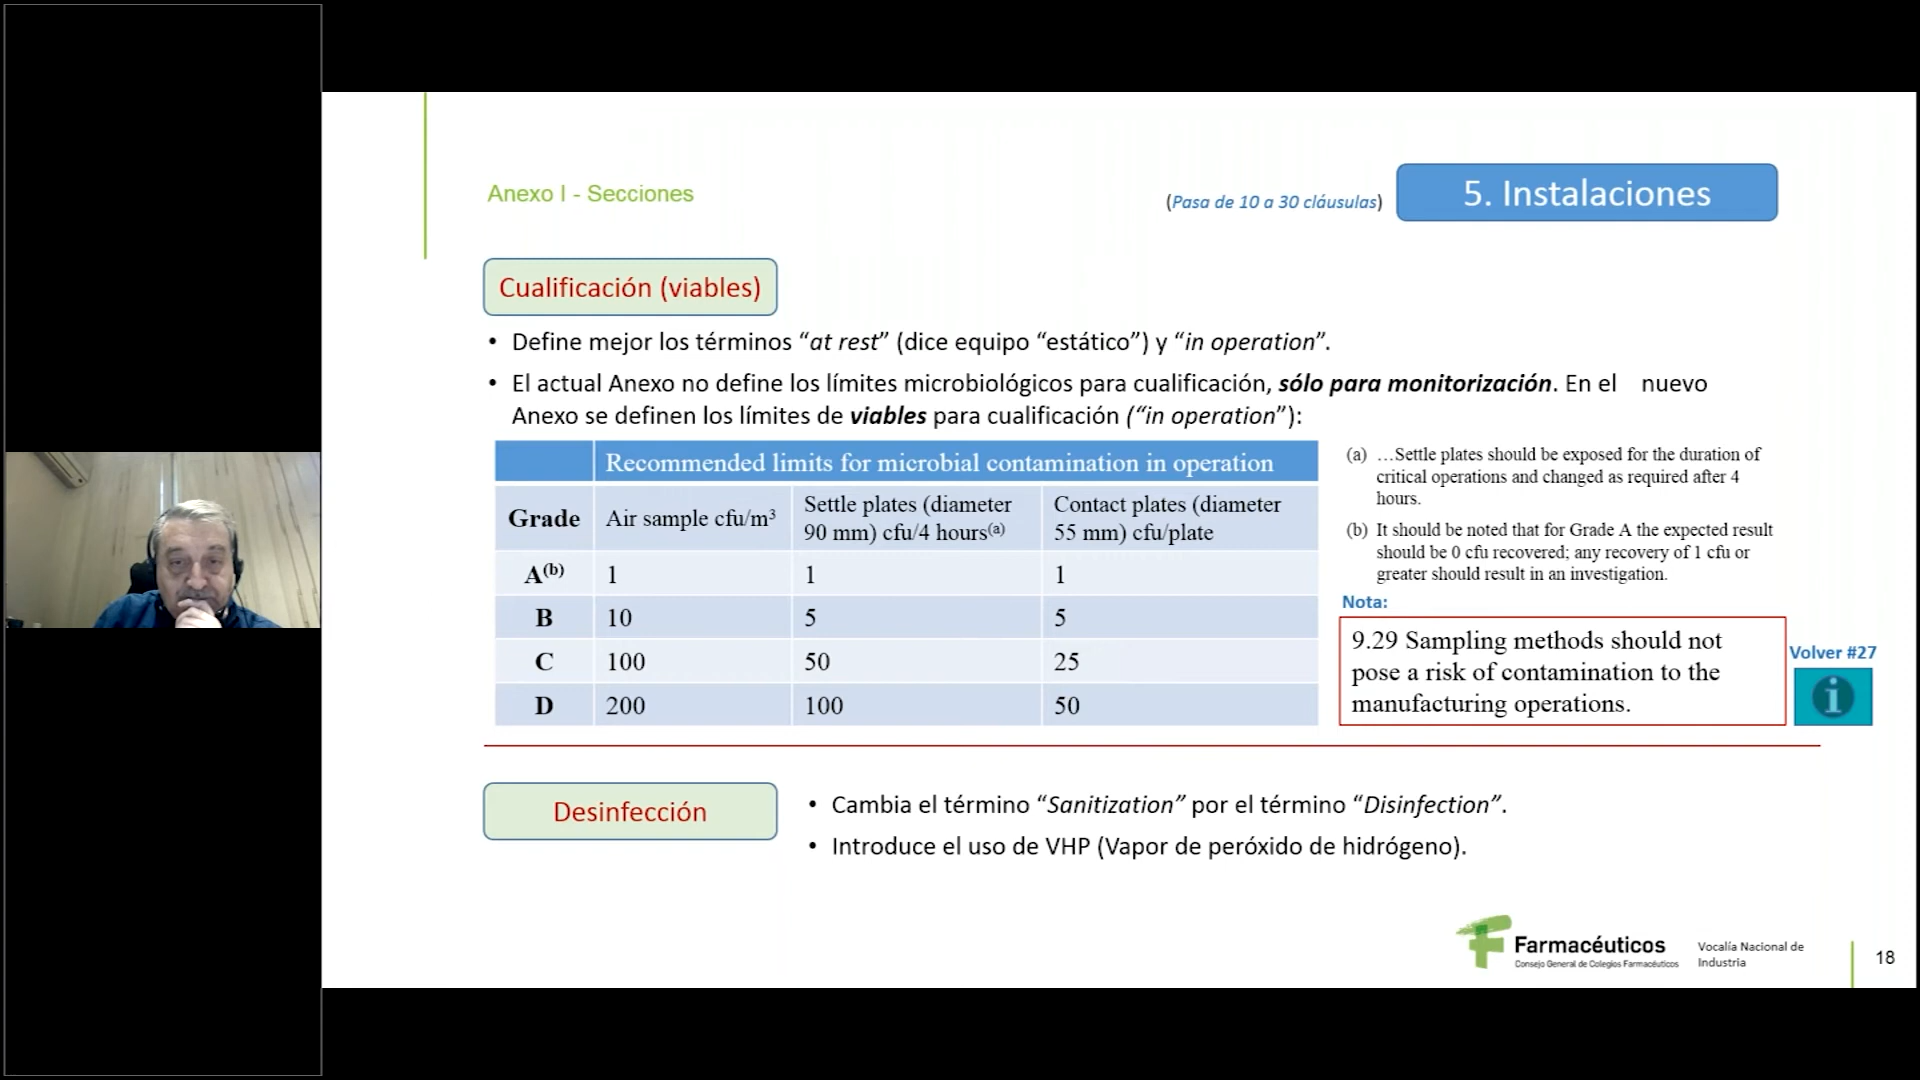 Anexo I - Secciones
(Pasa de 10 a 30 cláusulas)
5. Instalaciones
Cualificación (viables)
• Define mejor los términos “at rest” (dice equipo “estático”) y “in operation”.
• El actual Anexo no define los límites microbiológicos para cualificación, sólo para monitorización. En el nuevo
Anexo se definen los límites de viables para cualificación (“in operation”):
Recommended limits for microbial contamination in operation
Grade Air sample cfu/m³ Settle plates (diameter 90 mm) cfu/4 hours(a) Contact plates (diameter 55 mm) cfu/plate
A(b) 1 1 1
B 10 5 5
C 100 50 25
D 200 100 50
(a) …Settle plates should be exposed for the duration of
critical operations and changed as required after 4
hours.
(b) It should be noted that for Grade A the expected result
should be 0 cfu recovered; any recovery of 1 cfu or
greater should result in an investigation.
Nota:
9.29 Sampling methods should not
pose a risk of contamination to the
manufacturing operations.
Volver #27
i
Desinfección
• Cambia el término “Sanitization” por el término “Disinfection”.
• Introduce el uso de VHP (Vapor de peróxido de hidrógeno).
Farmacéuticos
Consejo General de Colegios Farmacéuticos
Vocalía Nacional de
Industria
18